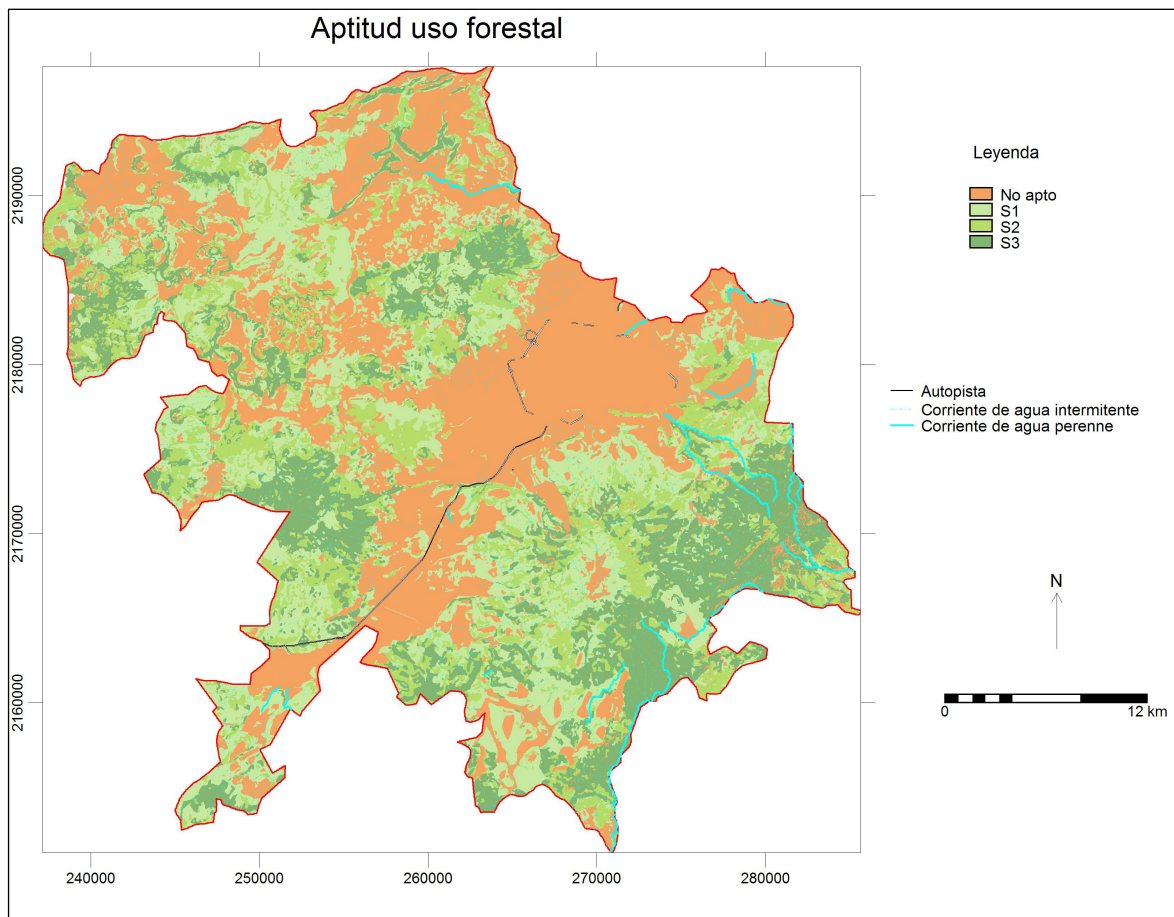 Aptitud uso forestal
Leyenda
No apto
S1
S2
S3
Autopista
Corriente de agua intermitente
Corriente de agua perenne
N
0 12 km
2190000
2180000
2170000
2160000
240000 250000 260000 270000 280000